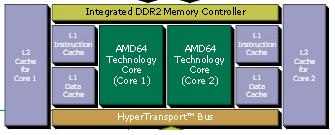 Integrated DDR2 Memory Controller
L2
Cache
for
Core 1
L1
Instruction
Cache
L1
Data
Cache
AMD64
Technology
Core
(Core 1)
AMD64
Technology
Core
(Core 2)
L1
Instruction
Cache
L1
Data
Cache
L2
Cache
for
Core 2
HyperTransport™ Bus